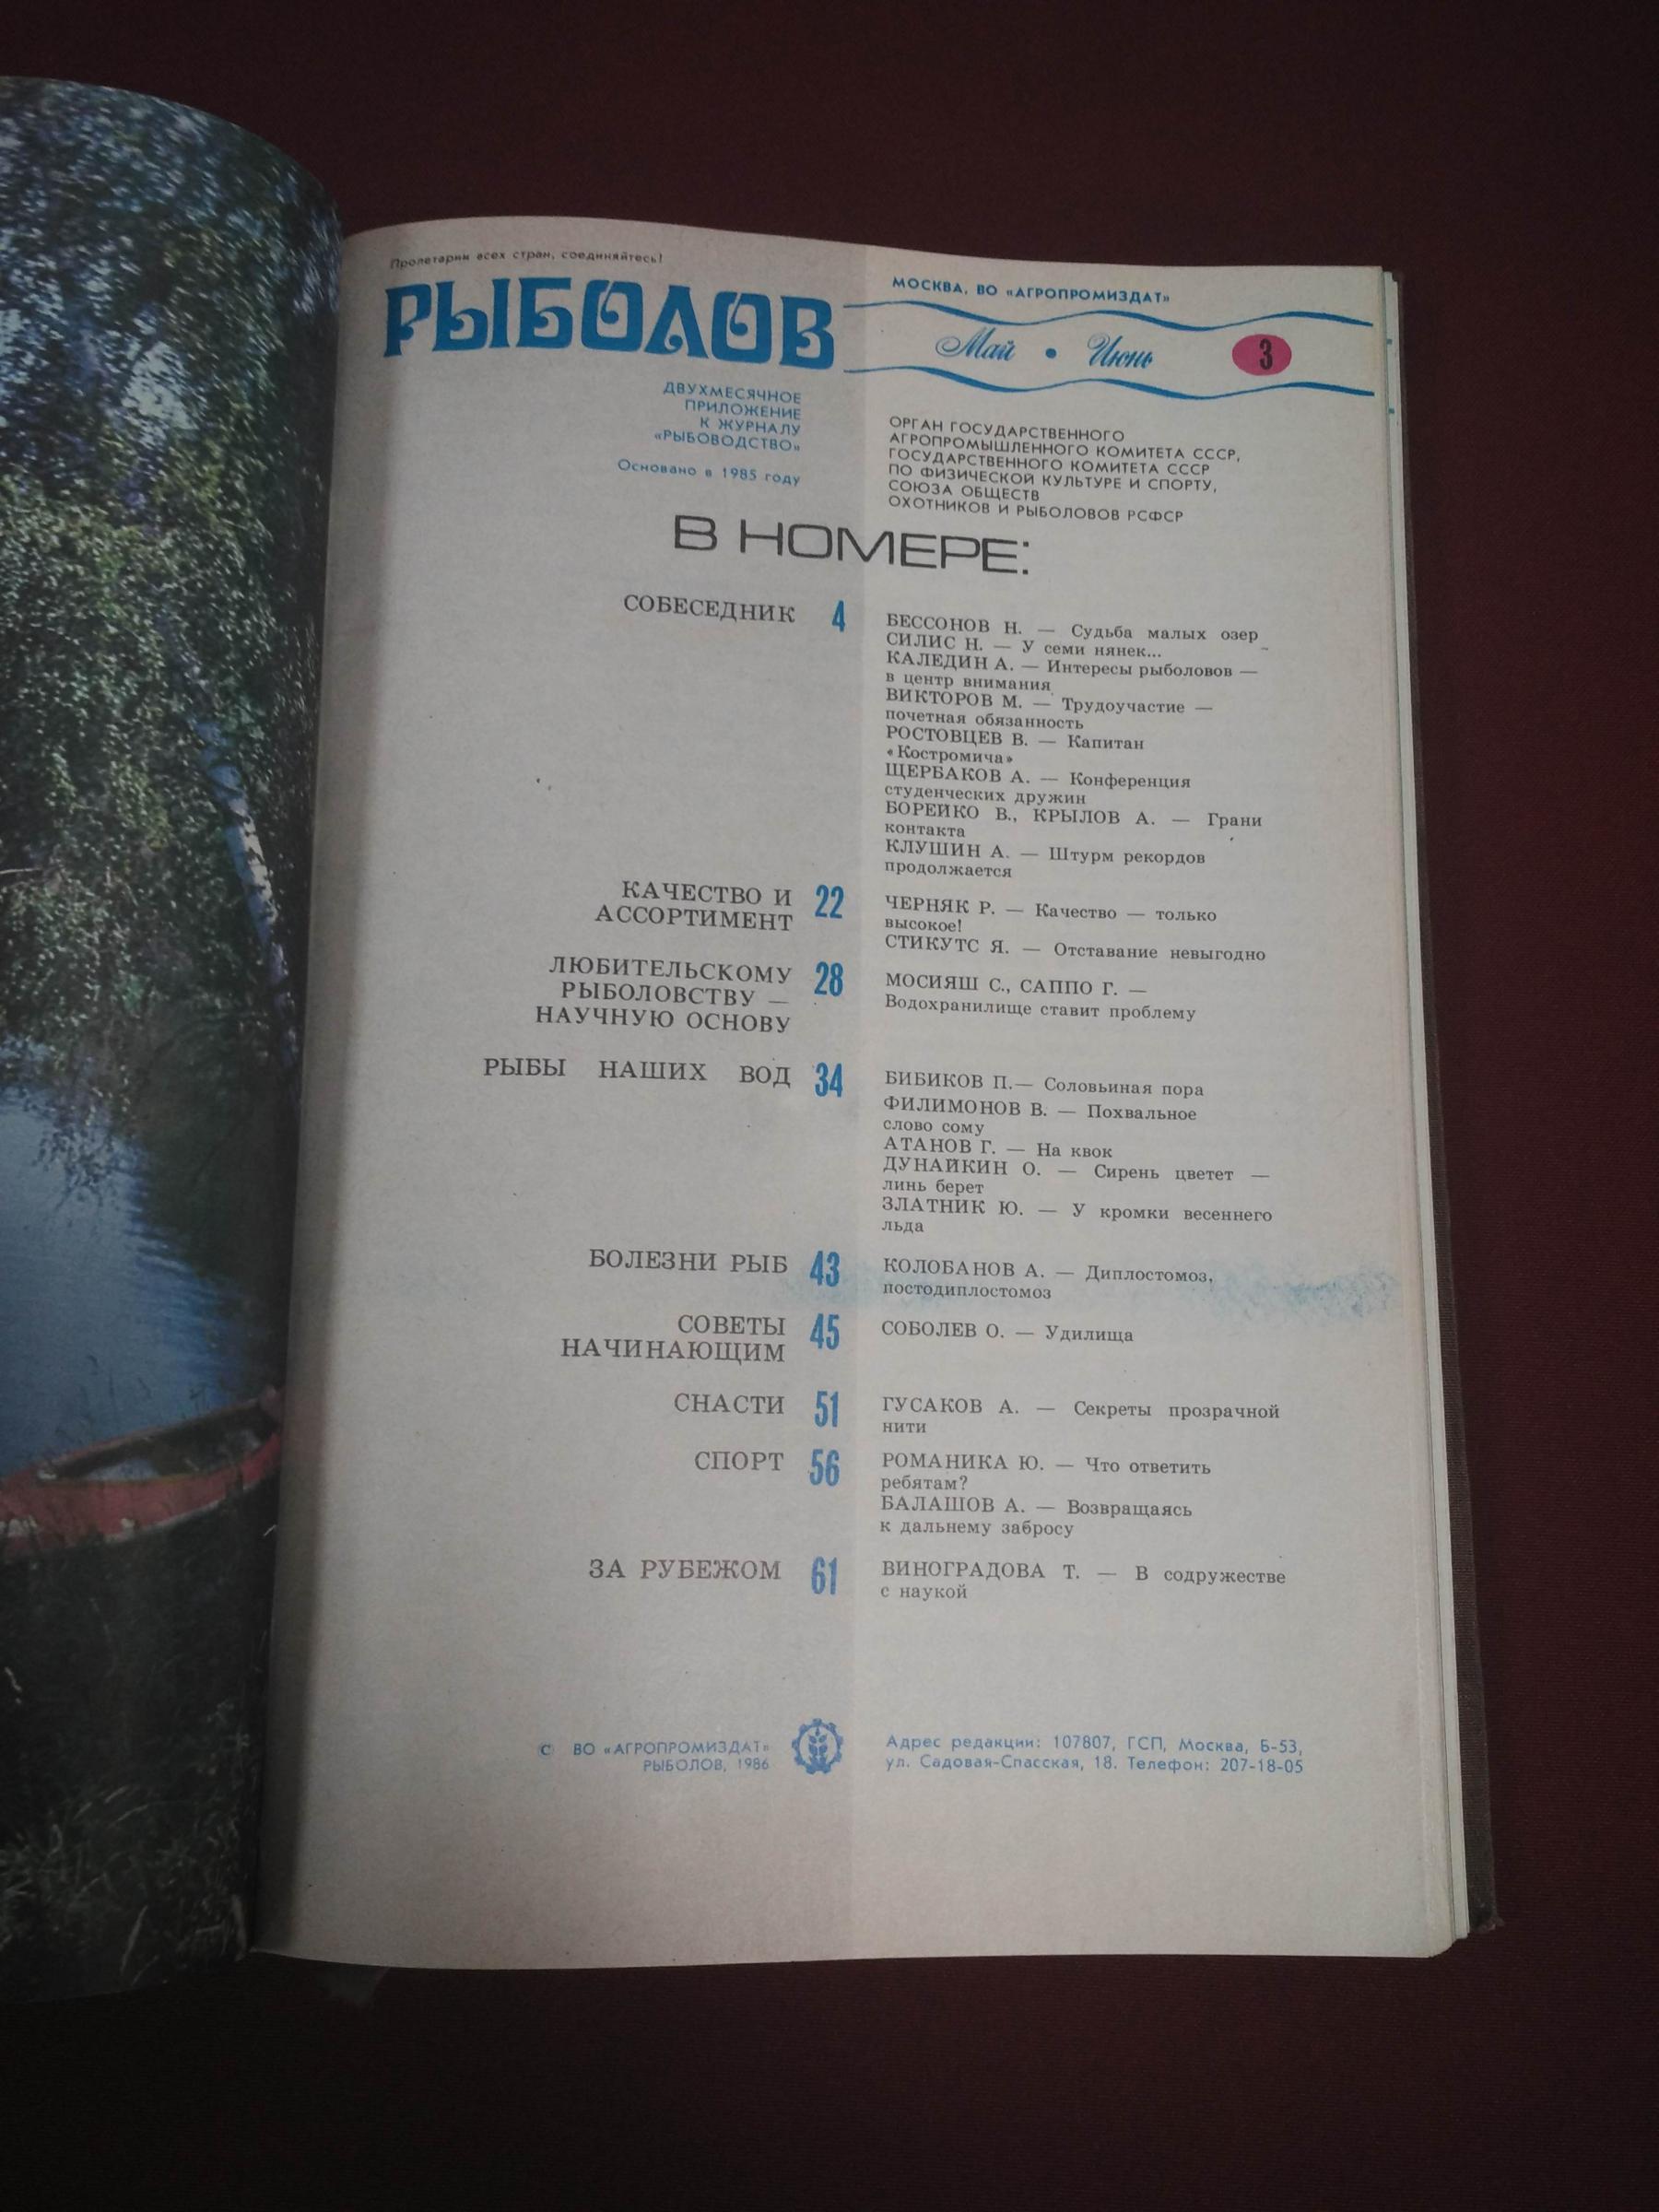 Пролетарии всех стран, соединяйтесь!
РЫБОЛОВ
МОСКВА, ВО «АГРОПРОМИЗДАТ»
Май • Июнь 3
ДВУХМЕСЯЧНОЕ
ПРИЛОЖЕНИЕ
К ЖУРНАЛУ
«РЫБОВОДСТВО»
Основано в 1985 году
ОРГАН ГОСУДАРСТВЕННОГО
АГРОПРОМЫШЛЕННОГО КОМИТЕТА СССР,
ГОСУДАРСТВЕННОГО КОМИТЕТА СССР
ПО ФИЗИЧЕСКОЙ КУЛЬТУРЕ И СПОРТУ,
СОЮЗА ОБЩЕСТВ
ОХОТНИКОВ И РЫБОЛОВОВ РСФСР
В НОМЕРЕ:
СОБЕСЕДНИК 4
БЕССОНОВ Н. — Судьба малых озер
СИЛИС Н. — У семи нянек...
КАЛЕДИН А. — Интересы рыболовов —
в центр внимания
ВИКТОРОВ М. — Трудоучастие —
почетная обязанность
РОСТОВЦЕВ В. — Капитан
«Костромича»
ЩЕРБАКОВ А. — Конференция
студенческих дружин
БОРЕЙКО В., КРЫЛОВ А. — Грани
контакта
КЛУШИН А. — Штурм рекордов
продолжается
КАЧЕСТВО И
АССОРТИМЕНТ
22
ЧЕРНЯК Р. — Качество — только
высокое!
СТИКУТС Я. — Отставание невыгодно
ЛЮБИТЕЛЬСКОМУ
РЫБОЛОВСТВУ —
НАУЧНУЮ ОСНОВУ
28
МОСИЯШ С., САППО Г. —
Водохранилище ставит проблему
РЫБЫ НАШИХ ВОД 34
БИБИКОВ П.— Соловьиная пора
ФИЛИМОНОВ В. — Похвальное
слово сому
АТАНОВ Г. — На квок
ДУНАЙКИН О. — Сирень цветет —
линь берет
ЗЛАТНИК Ю. — У кромки весеннего
льда
БОЛЕЗНИ РЫБ 43
КОЛОБАНОВ А. — Диплостомоз,
постодиплостомоз
СОВЕТЫ
НАЧИНАЮЩИМ
45
СОБОЛЕВ О. — Удилища
СНАСТИ 51
ГУСАКОВ А. — Секреты прозрачной
нити
СПОРТ 56
РОМАНИКА Ю. — Что ответить
ребятам?
БАЛАШОВ А. — Возвращаясь
к дальнему забросу
ЗА РУБЕЖОМ 61
ВИНОГРАДОВА Т. — В содружестве
с наукой
© ВО «АГРОПРОМИЗДАТ»
РЫБОЛОВ, 1986
Адрес редакции: 107807, ГСП, Москва, Б-53,
ул. Садовая-Спасская, 18. Телефон: 207-18-05